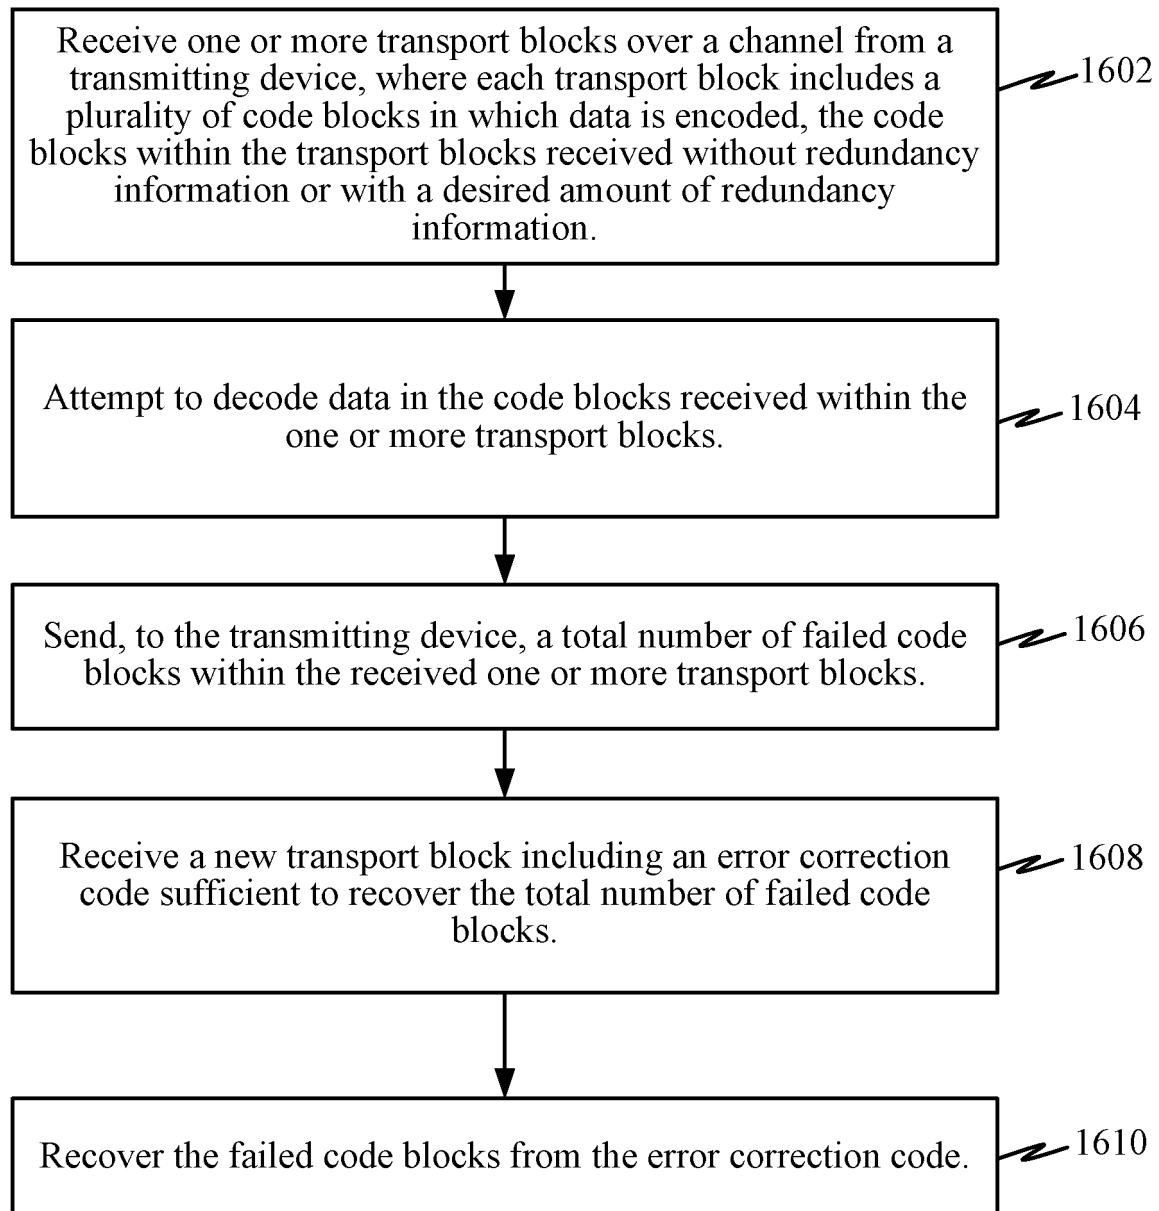 Receive one or more transport blocks over a channel from a
transmitting device, where each transport block includes a
plurality of code blocks in which data is encoded, the code
blocks within the transport blocks received without redundancy
information or with a desired amount of redundancy
information.
1602
Attempt to decode data in the code blocks received within the
one or more transport blocks.
1604
Send, to the transmitting device, a total number of failed code
blocks within the received one or more transport blocks.
1606
Receive a new transport block including an error correction
code sufficient to recover the total number of failed code
blocks.
1608
Recover the failed code blocks from the error correction code.
1610